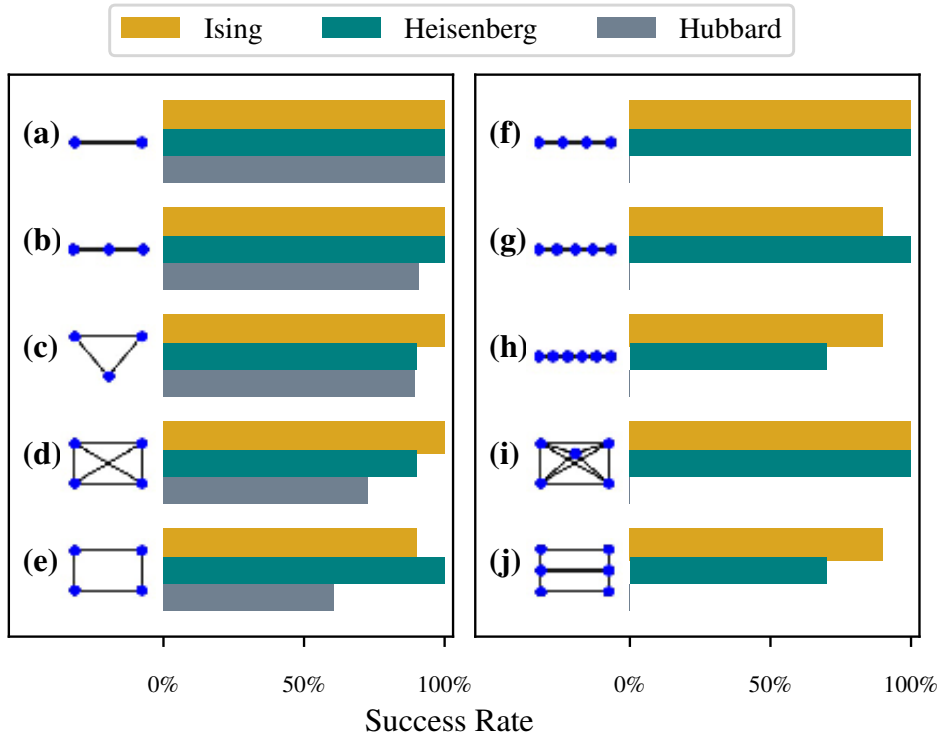 Ising Heisenberg Hubbard
(a)
(b)
(c)
(d)
(e)
0% 50% 100%
(f)
(g)
(h)
(i)
(j)
0% 50% 100%
Success Rate